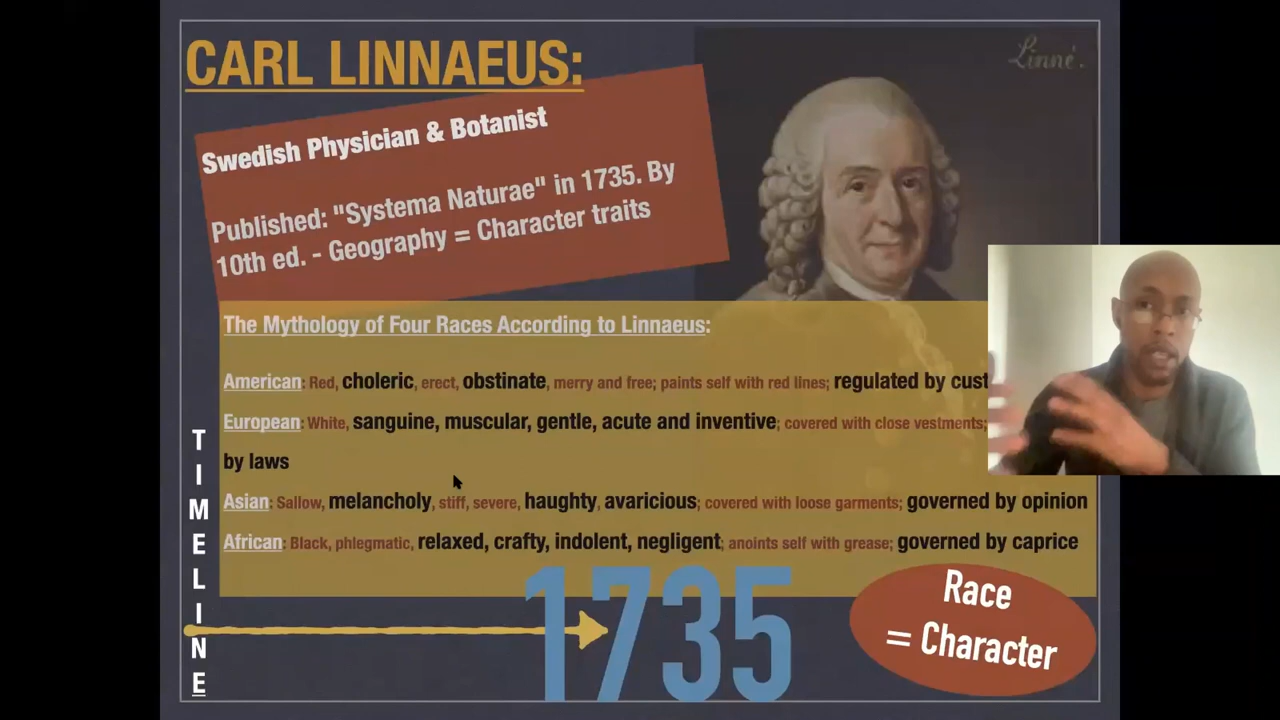 CARL LINNAEUS:
Linné.
Swedish Physician & Botanist
Published: "Systema Naturae" in 1735. By
10th ed. - Geography = Character traits
The Mythology of Four Races According to Linnaeus:
American: Red, choleric, erect, obstinate, merry and free; paints self with red lines; regulated by cust
European: White, sanguine, muscular, gentle, acute and inventive; covered with close vestments;
by laws
Asian: Sallow, melancholy, stiff, severe, haughty, avaricious; covered with loose garments; governed by opinion
African: Black, phlegmatic, relaxed, crafty, indolent, negligent; anoints self with grease; governed by caprice
TIMELINE
1735
Race
= Character